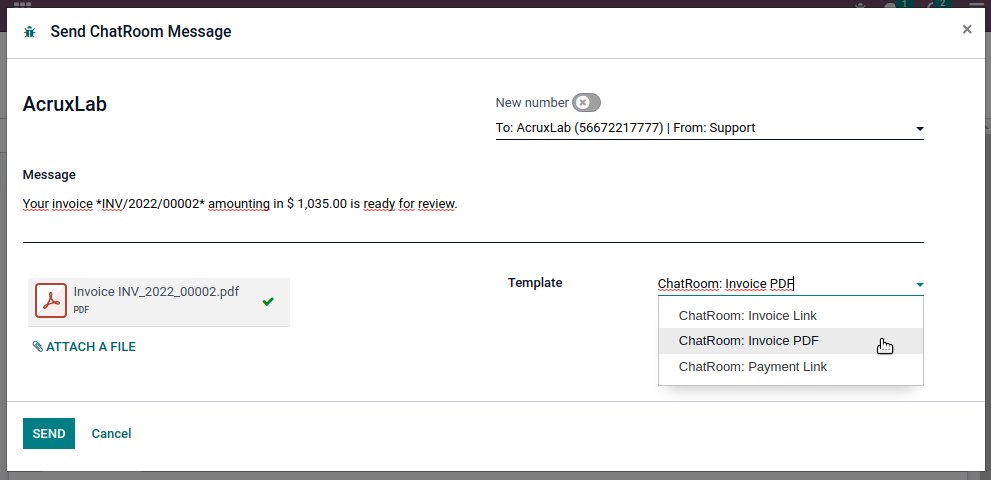 1
2
Send ChatRoom Message
×
AcruxLab
New number
To: AcruxLab (56672217777) | From: Support
Message
Your invoice *INV/2022/00002* amounting in $ 1,035.00 is ready for review.
Invoice INV_2022_00002.pdf
PDF
Template
ChatRoom: Invoice PDF
ChatRoom: Invoice Link
ChatRoom: Invoice PDF
ChatRoom: Payment Link
ATTACH A FILE
SEND
Cancel